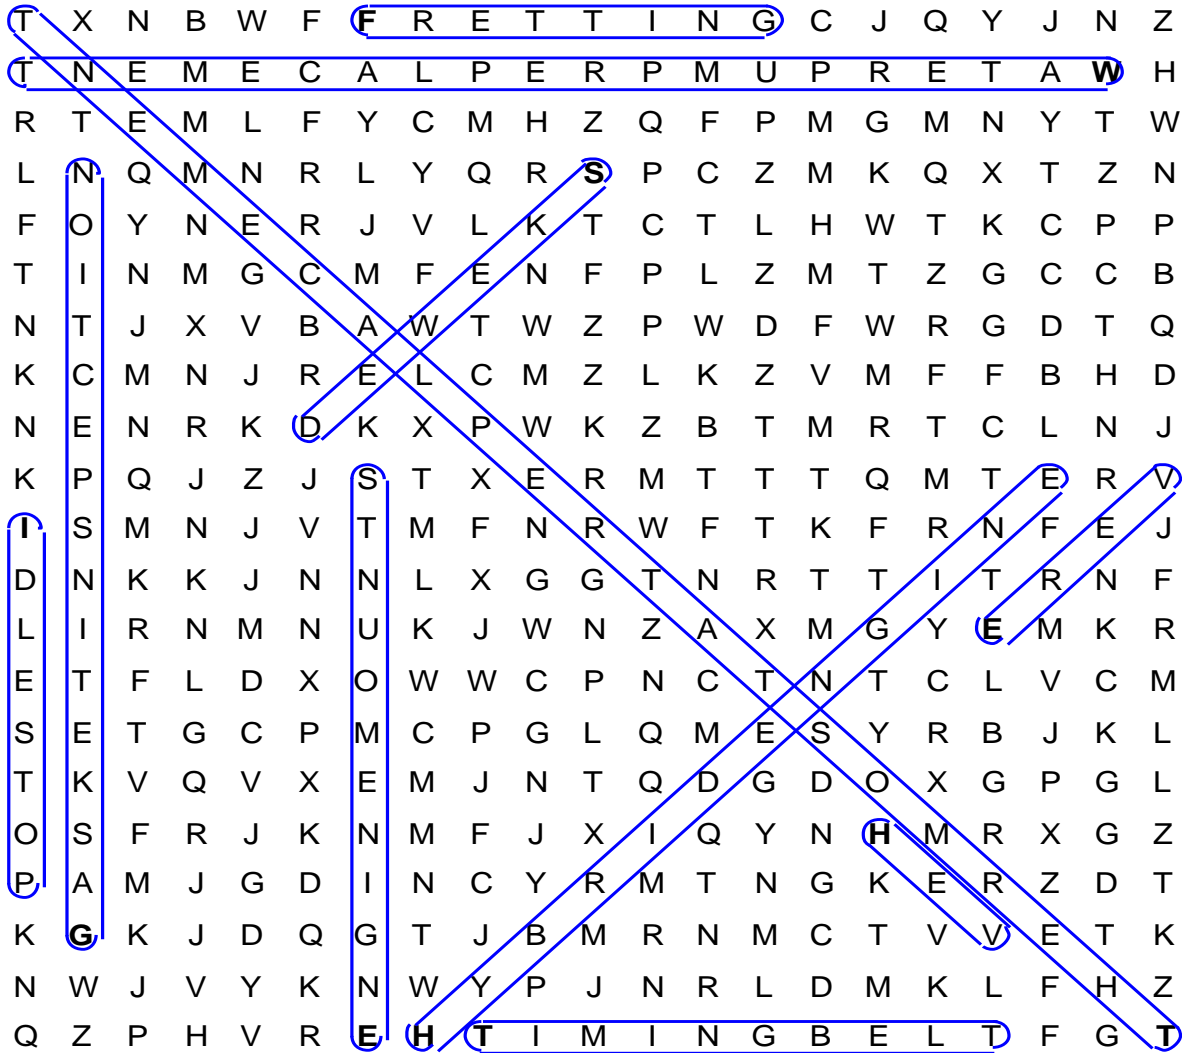 T X N B W F F R E T T I N G C J Q Y J N Z
T N E M E C A L P E R P M U P R E T A W H
R T E M L F Y C M H Z Q F P M G M N Y T W
L N Q M N R L Y Q R S P C Z M K Q X T Z N
F O Y N E R J V L K T C T L H W T K C P P
T I N M G C M F E N F P L Z M T Z G C C B
N T J X V B A W T W Z P W D F W R G D T Q
K C M N J R E L C M Z L K Z V M F F B H D
N E N R K D K X P W K Z B T M R T C L N J
K P Q J Z J S T X E R M T T T Q M T E R V
I S M N J V T M F N R W F T K F R N F E J
D N K K J N N L X G G T N R T T I T R N F
L I R N M N U K J W N Z A X M G Y E M K R
E T F L D X O W W C P N C T N T C L V C M
S E T G C P M C P G L Q M E S Y R B J K L
T K V Q V X E M J N T Q D G D O X G P G L
O S F R J K N M F J X I Q Y N H M R X G Z
P A M J G D I N C Y R M T N G K E R Z D T
K G K J D Q G T J B M R N M C T V V E T K
N W J V Y K N W Y P J N R L D M K L F H Z
Q Z P H V R E H T I M I N G B E L T F G T